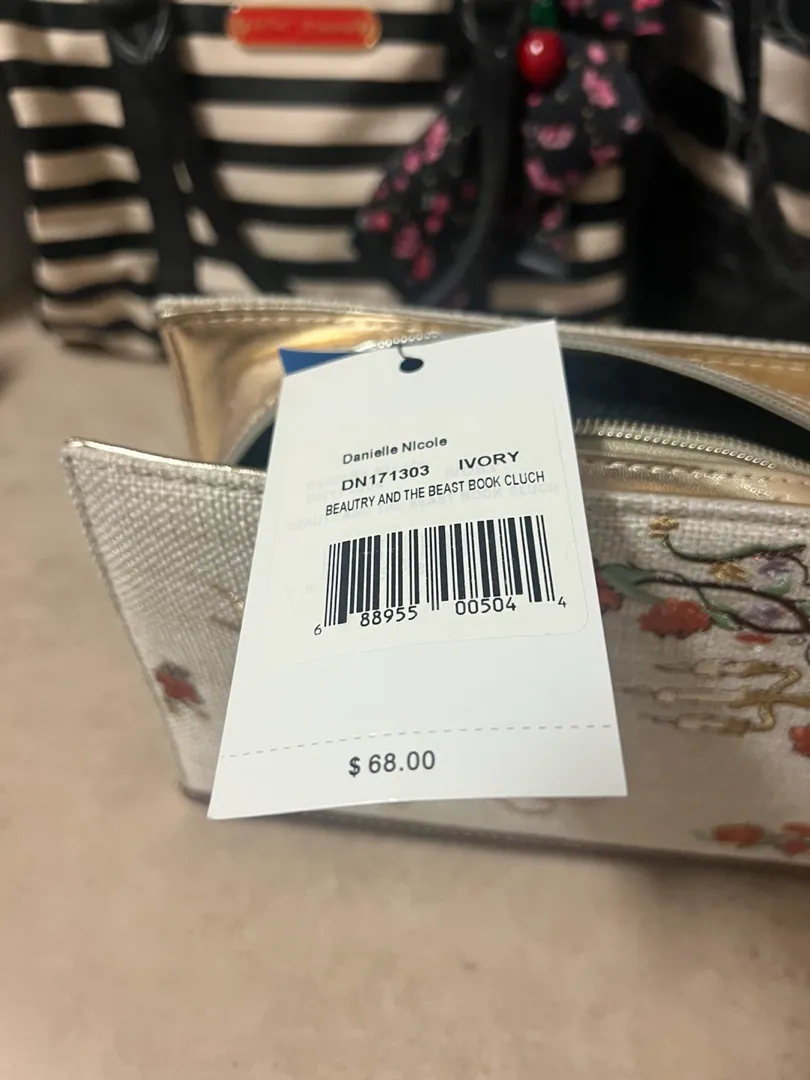 Danielle Nicole
DN171303 IVORY
BEAUTRY AND THE BEAST BOOK CLUCH
6 88955 00504 4
$ 68.00